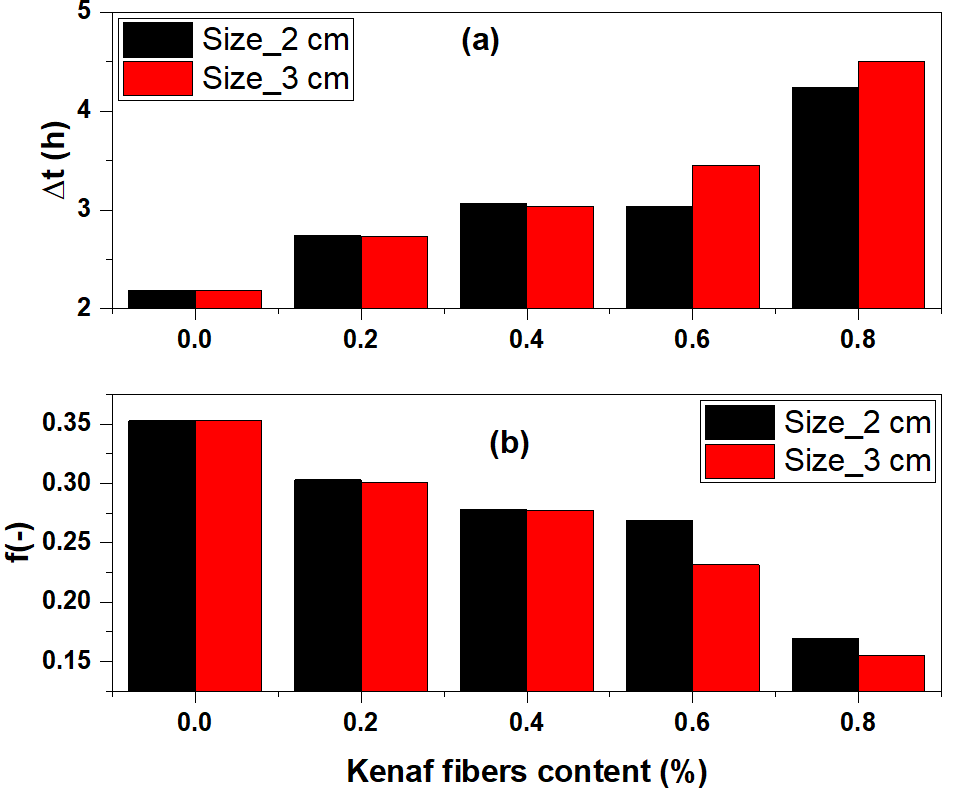 (a)
Size_2 cm
Size_3 cm
Δt (h)
5
4
3
2
0.0 0.2 0.4 0.6 0.8
(b)
Size_2 cm
Size_3 cm
f(-)
0.35
0.30
0.25
0.20
0.15
0.0 0.2 0.4 0.6 0.8
Kenaf fibers content (%)